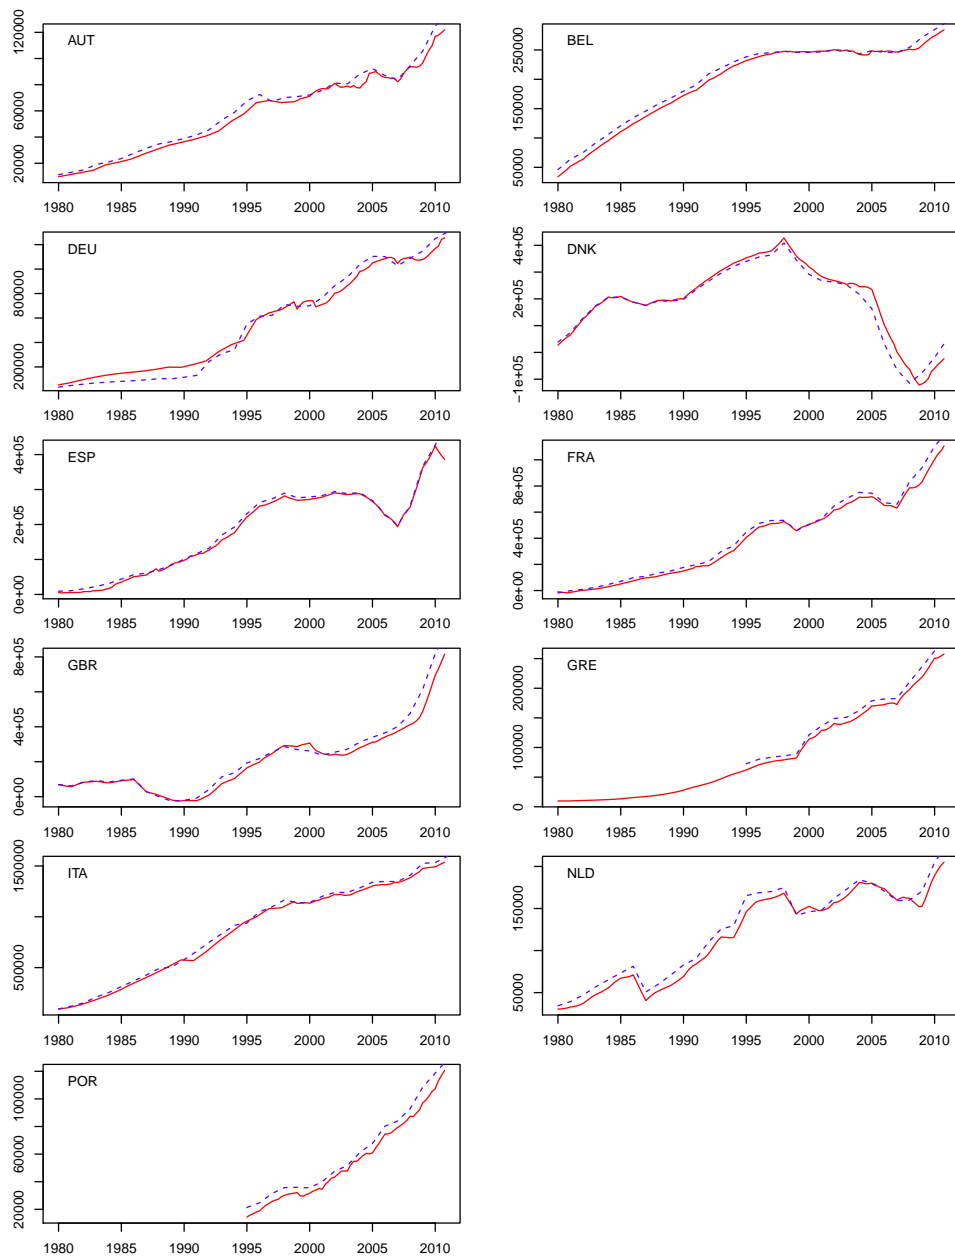 AUT
20000 60000 120000
1980 1985 1990 1995 2000 2005 2010
BEL
50000 150000 250000
1980 1985 1990 1995 2000 2005 2010
DEU
200000 800000
1980 1985 1990 1995 2000 2005 2010
DNK
−1e+05 2e+05 4e+05
1980 1985 1990 1995 2000 2005 2010
ESP
0e+00 2e+05 4e+05
1980 1985 1990 1995 2000 2005 2010
FRA
0e+00 4e+05 8e+05
1980 1985 1990 1995 2000 2005 2010
GBR
0e+00 4e+05 8e+05
1980 1985 1990 1995 2000 2005 2010
GRE
0 100000 200000
1980 1985 1990 1995 2000 2005 2010
ITA
500000 1500000
1980 1985 1990 1995 2000 2005 2010
NLD
50000 150000
1980 1985 1990 1995 2000 2005 2010
POR
20000 60000 100000
1980 1985 1990 1995 2000 2005 2010